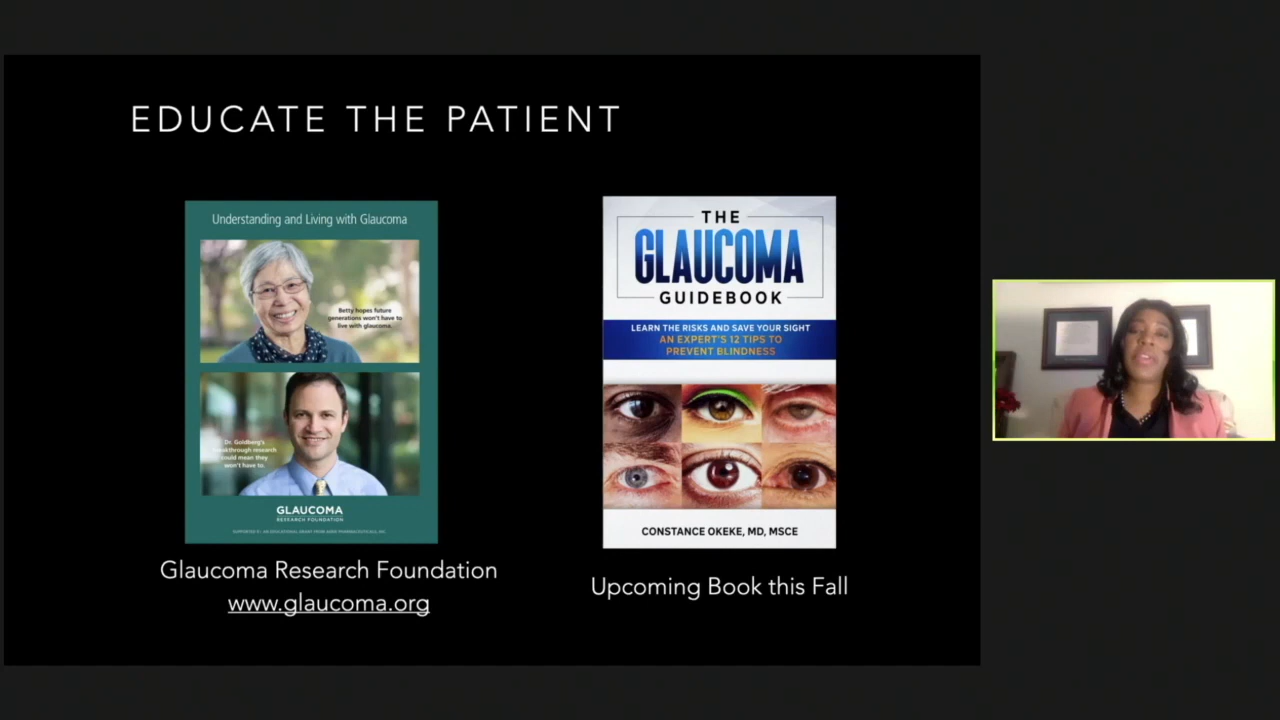 EDUCATE THE PATIENT
Understanding and Living with Glaucoma
Betty hopes future
generations won't have to
live with glaucoma.
Dr. Goldberg's
breakthrough research
could mean they
won't have to.
GLAUCOMA
RESEARCH FOUNDATION
Glaucoma Research Foundation
www.glaucoma.org
THE
GLAUCOMA
GUIDEBOOK
LEARN THE RISKS AND SAVE YOUR SIGHT
AN EXPERT'S 12 TIPS TO
PREVENT BLINDNESS
CONSTANCE OKEKE, MD, MSCE
Upcoming Book this Fall